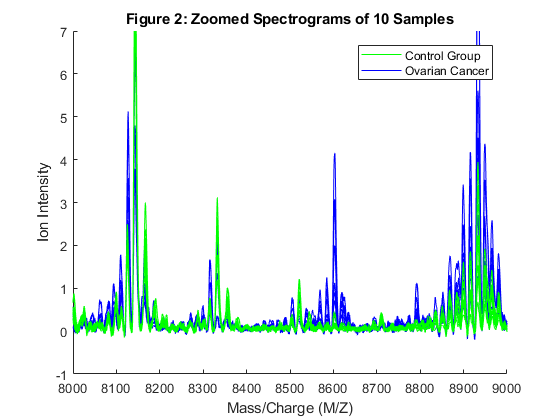 Figure 2: Zoomed Spectrograms of 10 Samples
Control Group
Ovarian Cancer
Ion Intensity
7
6
5
4
3
2
1
0
-1
8000 8100 8200 8300 8400 8500 8600 8700 8800 8900 9000
Mass/Charge (M/Z)